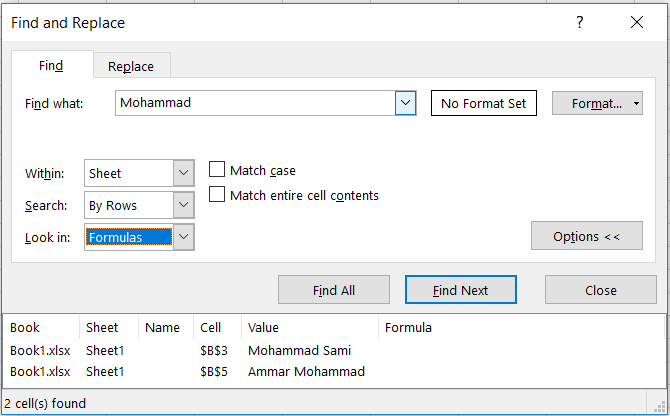 Find and Replace ?
Find Replace
Find what: Mohammad No Format Set Format...
Within: Sheet Match case
Search: By Rows Match entire cell contents
Look in: Formulas Options <<
Find All Find Next Close
Book Sheet Name Cell Value Formula
Book1.xlsx Sheet1 $B$3 Mohammad Sami
Book1.xlsx Sheet1 $B$5 Ammar Mohammad
2 cell(s) found